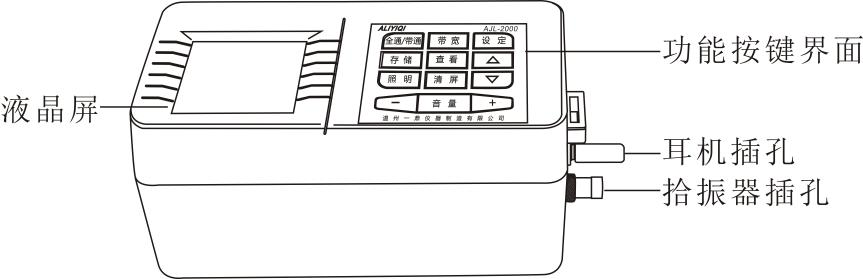 ALIYIQI AJL-2000
全通/带通 带宽 设定
功能按键界面
存储 查看 △
照明 清屏 ▽
液晶屏
− 音量 +
温州一鼎仪器制造有限公司
耳机插孔
拾振器插孔